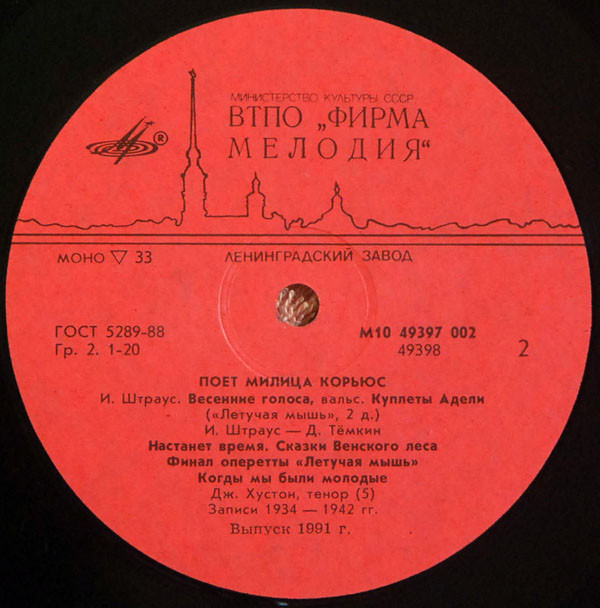 МИНИСТЕРСТВО КУЛЬТУРЫ СССР
ВТПО „ФИРМА
МЕЛОДИЯ“
®
МОНО ▽ 33
ЛЕНИНГРАДСКИЙ ЗАВОД
ГОСТ 5289-88
Гр. 2. 1-20
М10 49397 002
49398
2
ПОЕТ МИЛИЦА КОРЬЮС
И. Штраус. Весенние голоса, вальс. Куплеты Адели
(«Летучая мышь», 2 д.)
И. Штраус — Д. Тёмкин
Настанет время. Сказки Венского леса
Финал оперетты «Летучая мышь»
Когды мы были молодые
Дж. Хустон, тенор (5)
Записи 1934 — 1942 гг.
Выпуск 1991 г.